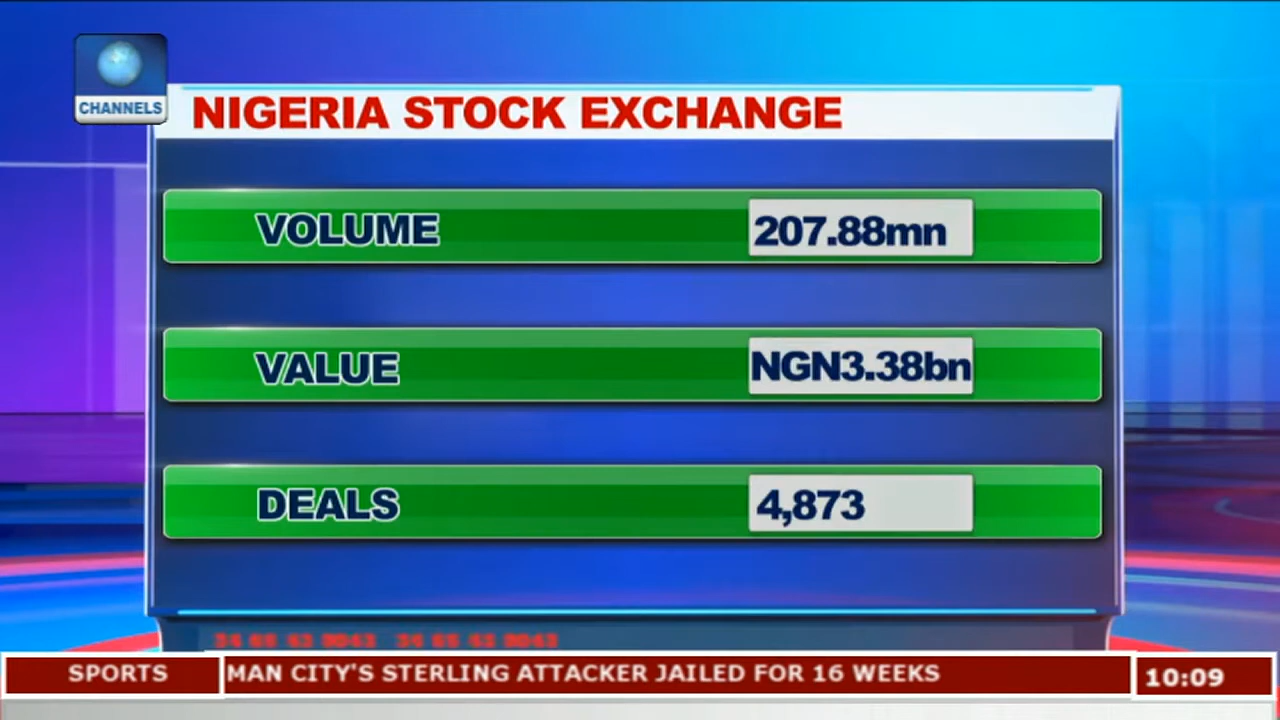 CHANNELS
NIGERIA STOCK EXCHANGE
VOLUME 207.88mn
VALUE NGN3.38bn
DEALS 4,873
SPORTS MAN CITY'S STERLING ATTACKER JAILED FOR 16 WEEKS 10:09